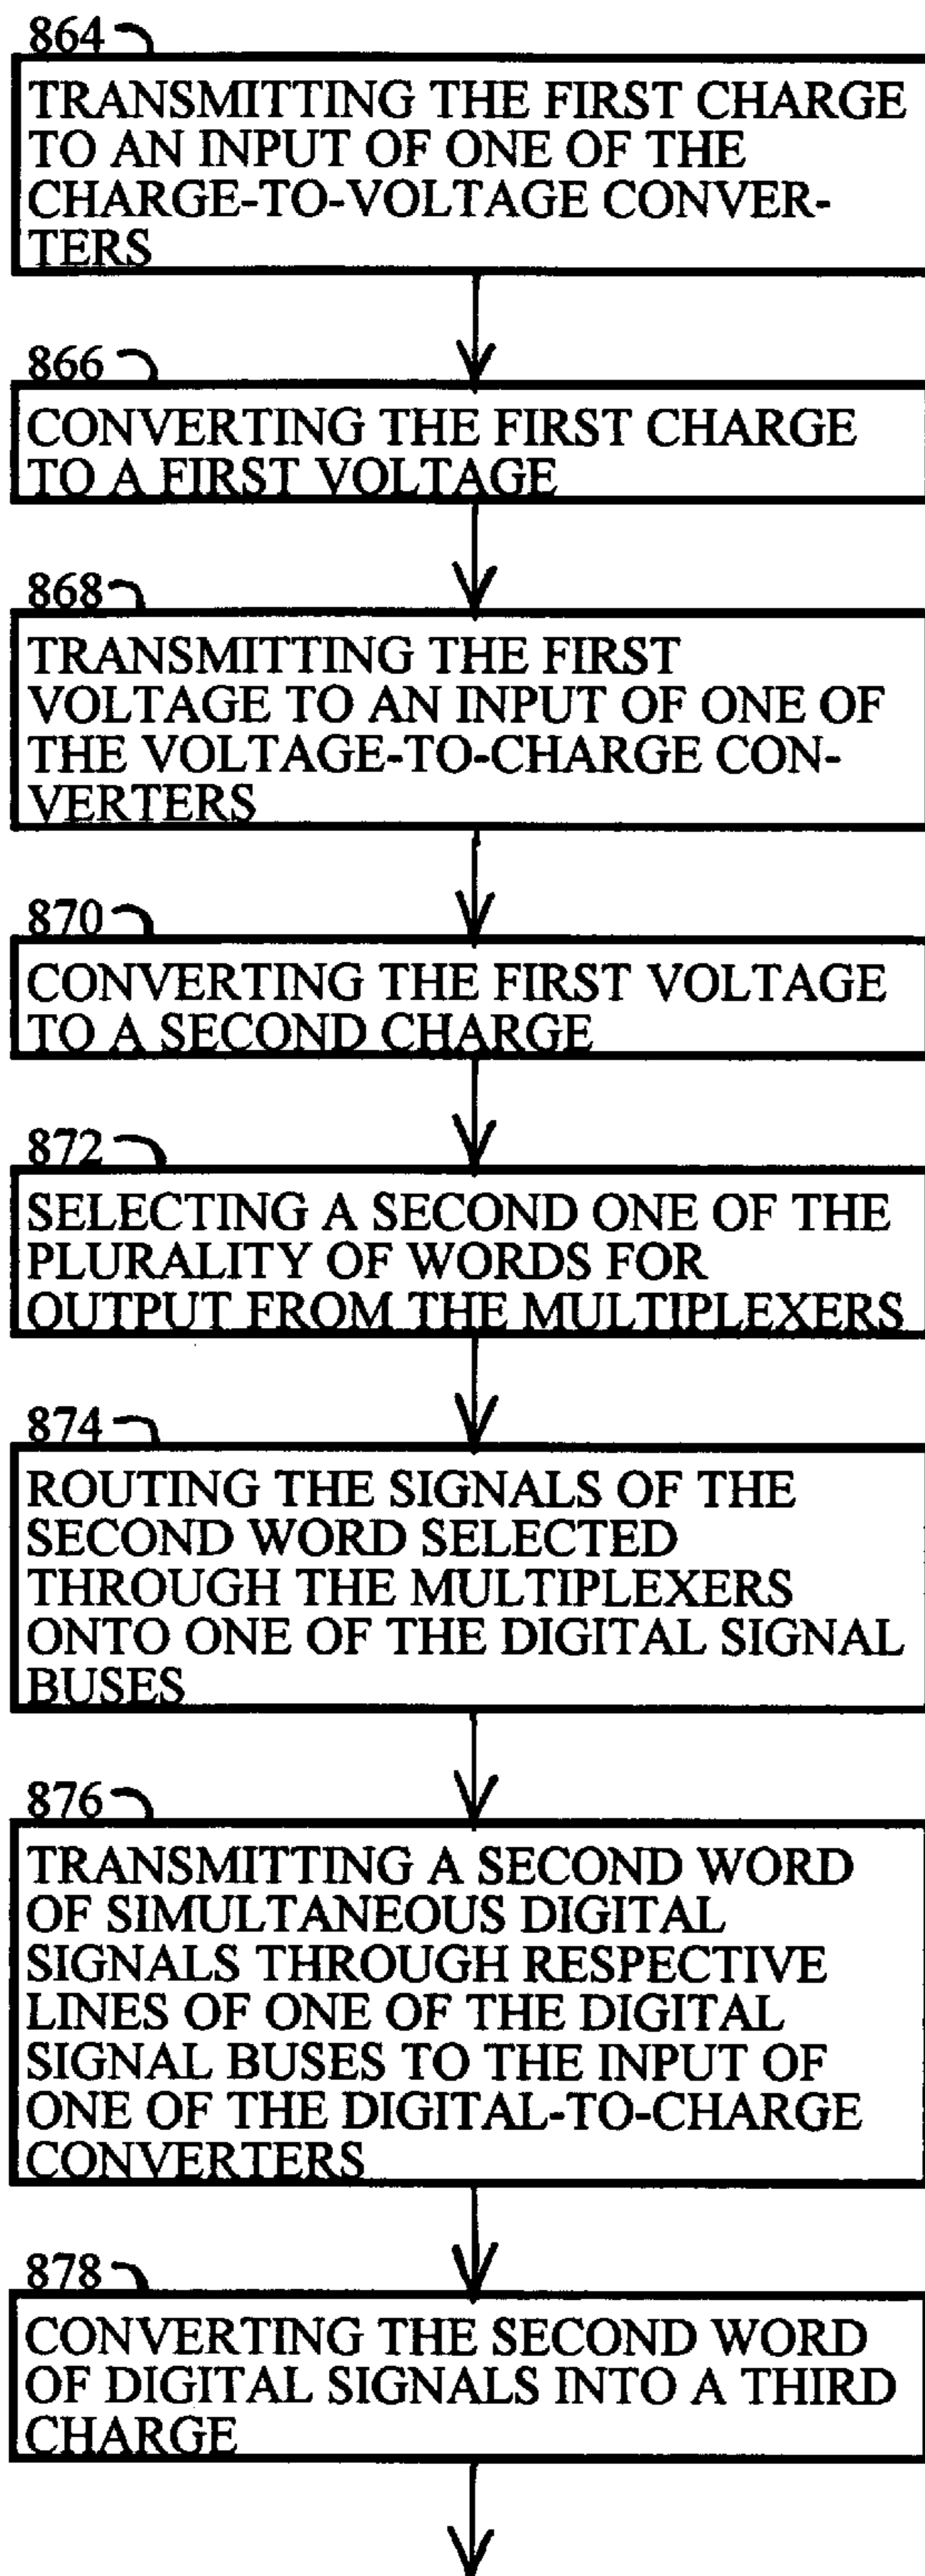 864
TRANSMITTING THE FIRST CHARGE
TO AN INPUT OF ONE OF THE
CHARGE-TO-VOLTAGE CONVER-
TERS
866
CONVERTING THE FIRST CHARGE
TO A FIRST VOLTAGE
868
TRANSMITTING THE FIRST
VOLTAGE TO AN INPUT OF ONE OF
THE VOLTAGE-TO-CHARGE CON-
VERTERS
870
CONVERTING THE FIRST VOLTAGE
TO A SECOND CHARGE
872
SELECTING A SECOND ONE OF THE
PLURALITY OF WORDS FOR
OUTPUT FROM THE MULTIPLEXERS
874
ROUTING THE SIGNALS OF THE
SECOND WORD SELECTED
THROUGH THE MULTIPLEXERS
ONTO ONE OF THE DIGITAL SIGNAL
BUSES
876
TRANSMITTING A SECOND WORD
OF SIMULTANEOUS DIGITAL
SIGNALS THROUGH RESPECTIVE
LINES OF ONE OF THE DIGITAL
SIGNAL BUSES TO THE INPUT OF
ONE OF THE DIGITAL-TO-CHARGE
CONVERTERS
878
CONVERTING THE SECOND WORD
OF DIGITAL SIGNALS INTO A THIRD
CHARGE